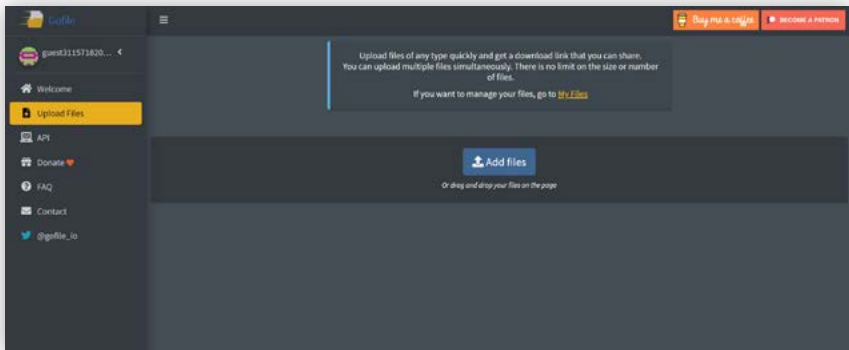 Gofile
guest311571820...
Welcome
Upload Files
API
Donate
FAQ
Contact
@gofile_io
Buy me a coffee
BECOME A PATRON
Upload files of any type quickly and get a download link that you can share.
You can upload multiple files simultaneously. There is no limit on the size or number
of files.
If you want to manage your files, go to My Files
Add files
Or drag and drop your files on the page